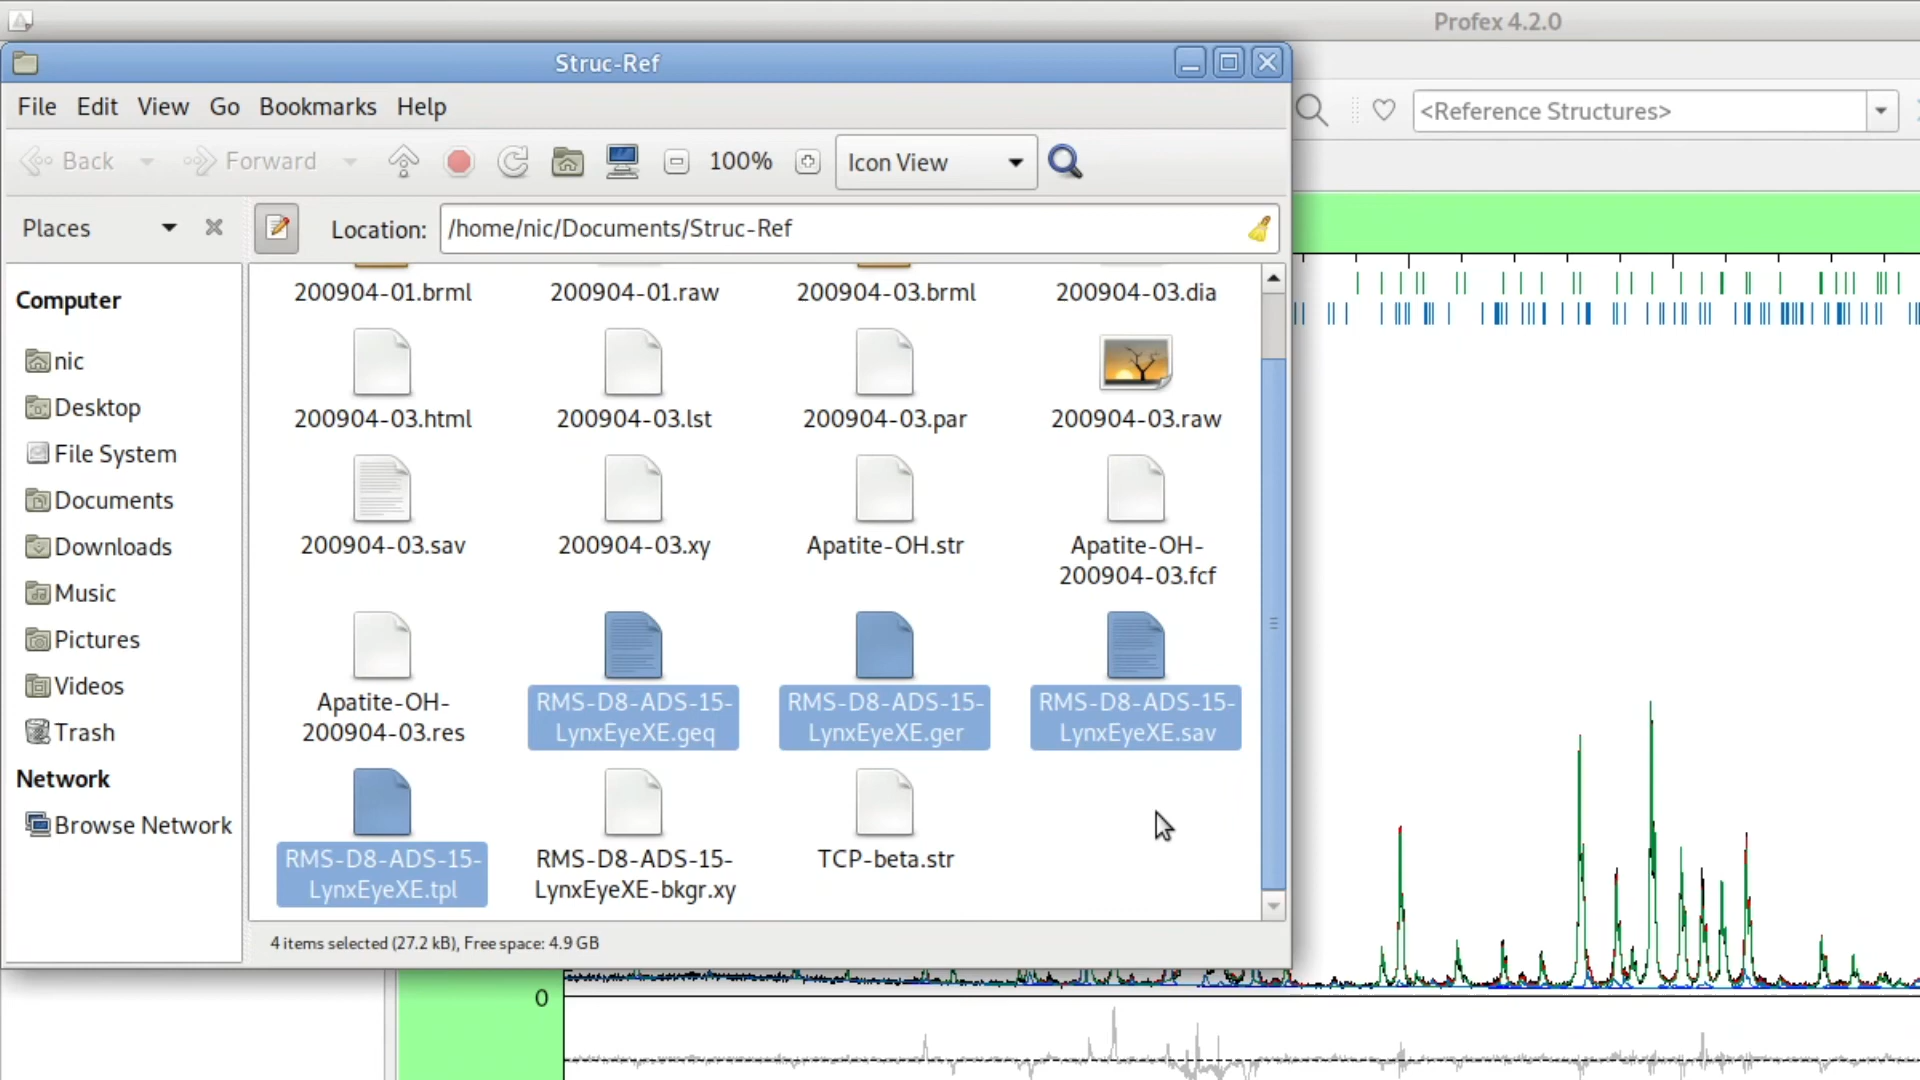 Profex 4.2.0
Struc-Ref
File Edit View Go Bookmarks Help
<Reference Structures>
Back Forward 100% Icon View
Places Location: /home/nic/Documents/Struc-Ref
Computer
nic
Desktop
File System
Documents
Downloads
Music
Pictures
Videos
Trash
Network
Browse Network
200904-01.brml 200904-01.raw 200904-03.brml 200904-03.dia
200904-03.html 200904-03.lst 200904-03.par 200904-03.raw
200904-03.sav 200904-03.xy Apatite-OH.str Apatite-OH-
200904-03.fcf
Apatite-OH- RMS-D8-ADS-15- RMS-D8-ADS-15- RMS-D8-ADS-15-
200904-03.res LynxEyeXE.geq LynxEyeXE.ger LynxEyeXE.sav
RMS-D8-ADS-15- RMS-D8-ADS-15- TCP-beta.str
LynxEyeXE.tpl LynxEyeXE-bkgr.xy
4 items selected (27.2 kB), Free space: 4.9 GB
0